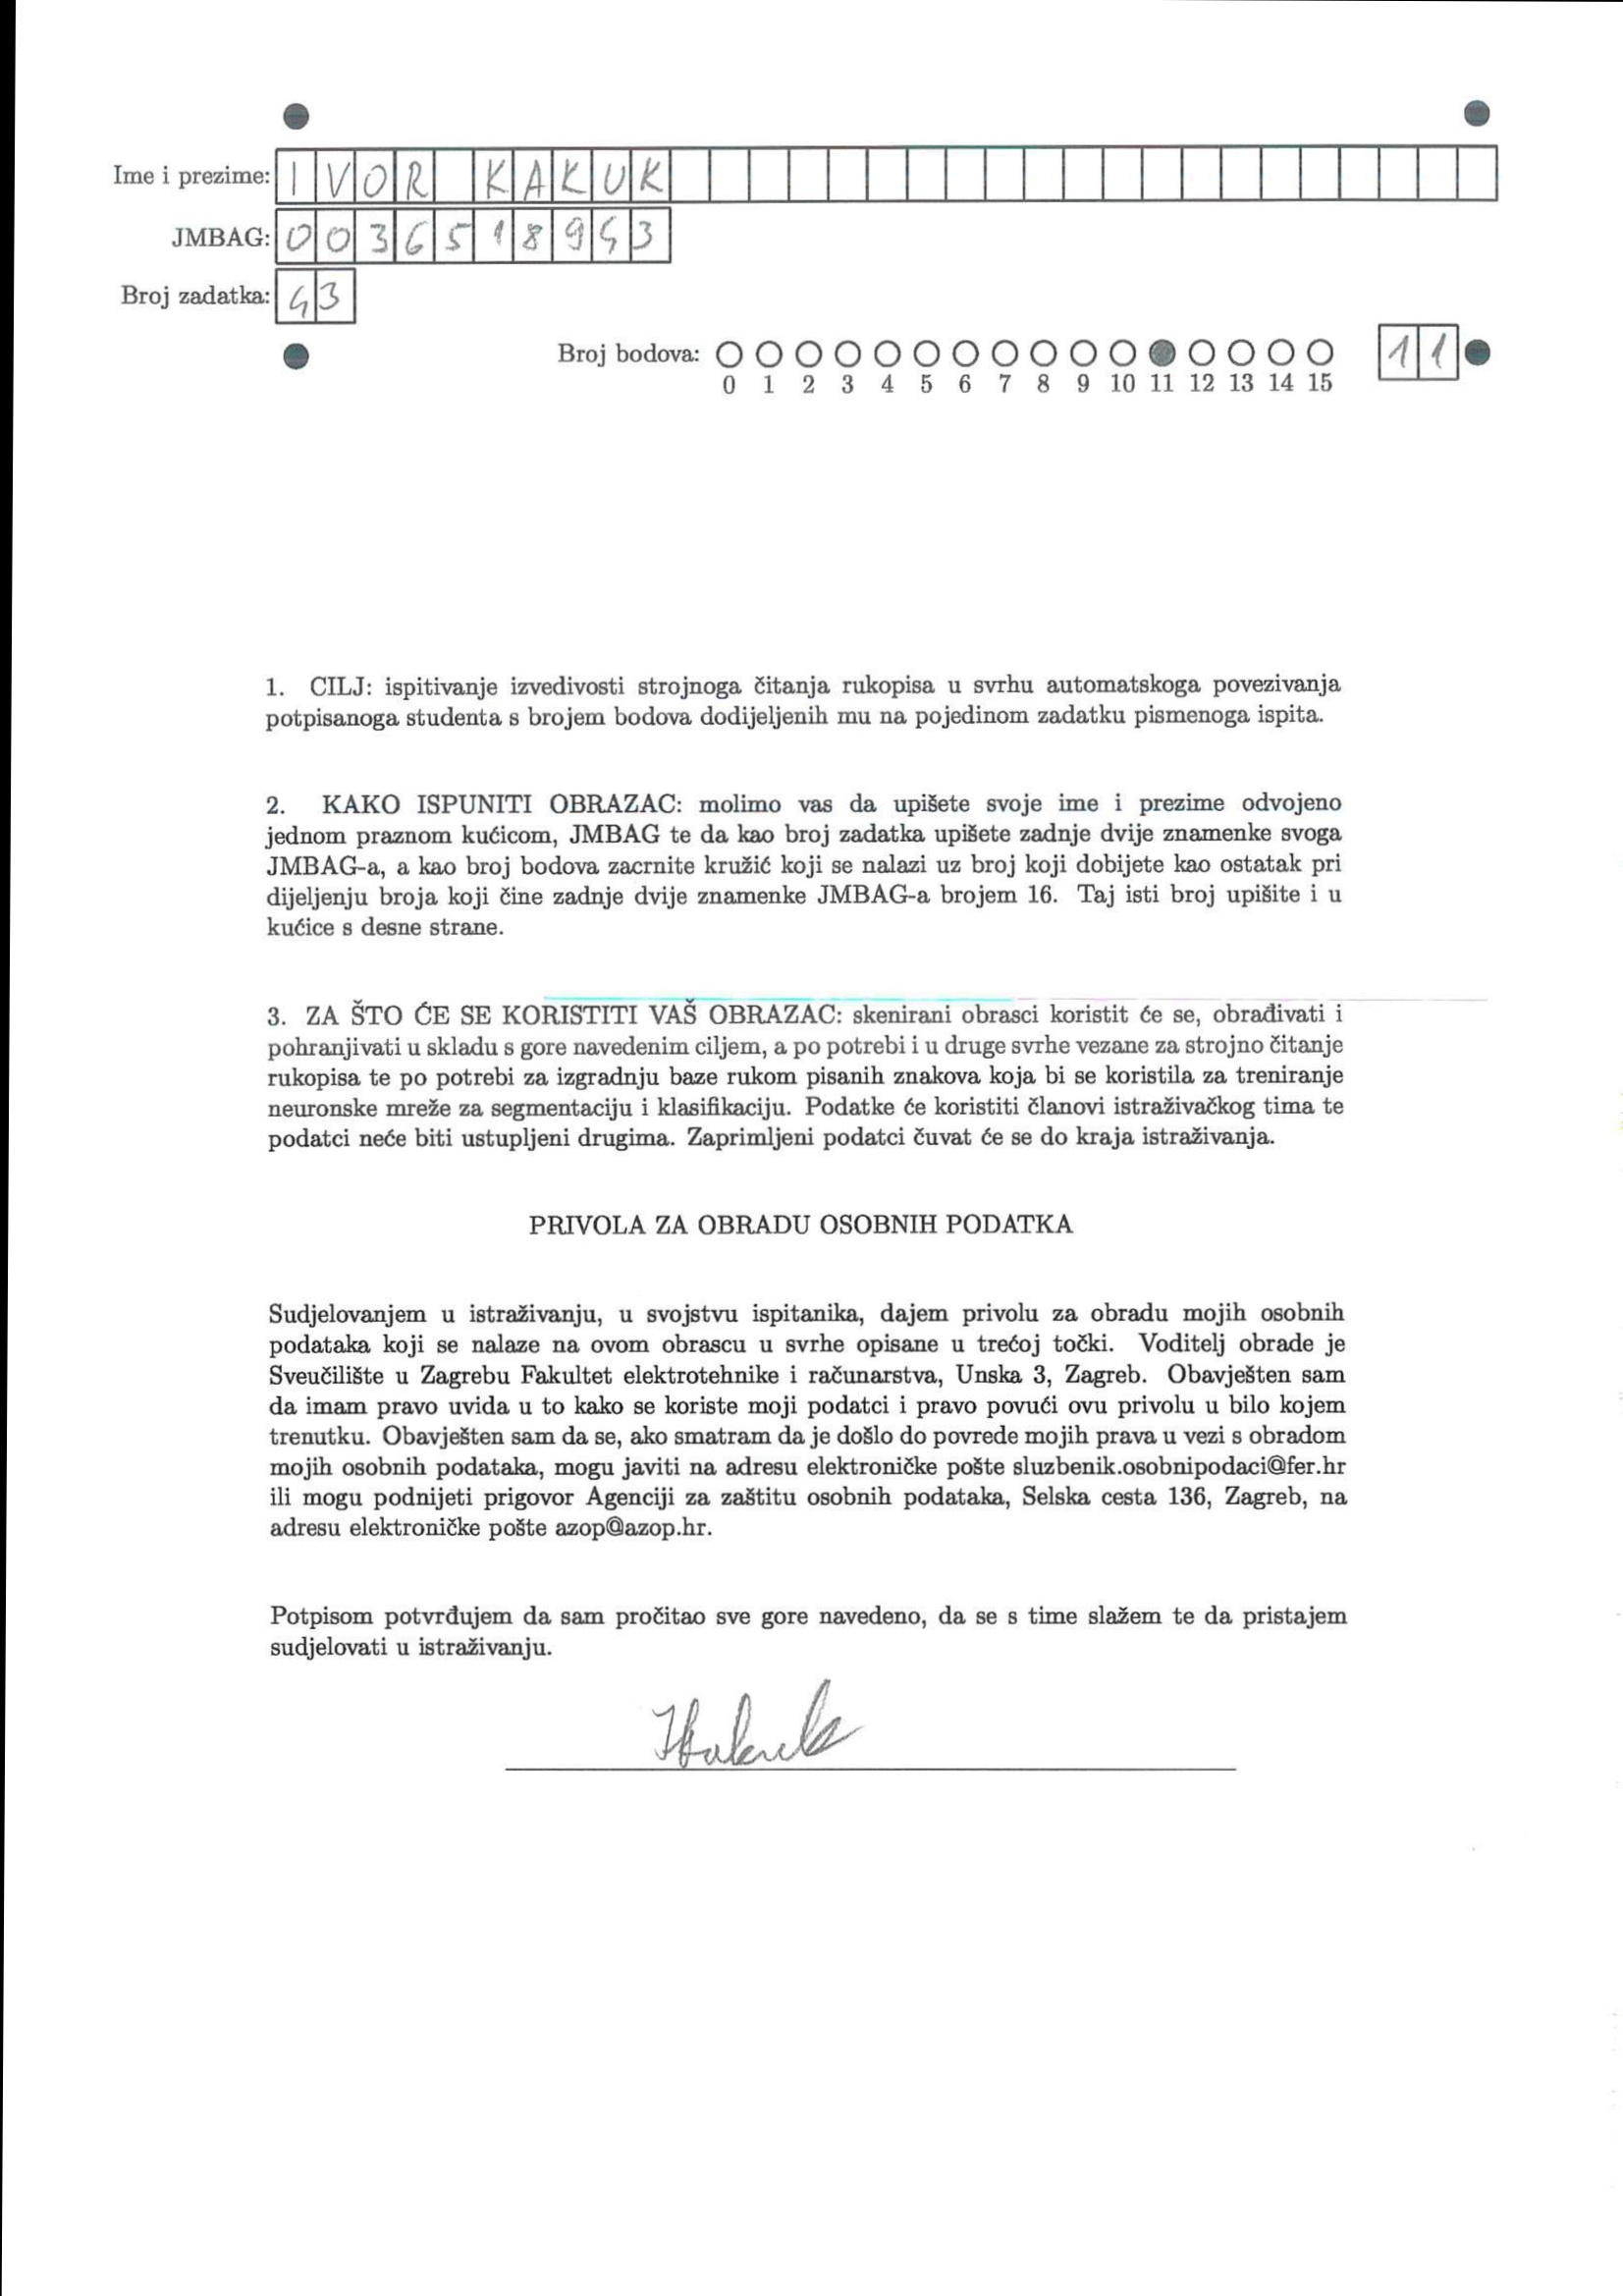 Ime i prezime: IVOR KAKUK
JMBAG: 0036518943
Broj zadatka: 43
Broj bodova: 11
0 1 2 3 4 5 6 7 8 9 10 11 12 13 14 15
1. CILJ: ispitivanje izvedivosti strojnoga čitanja rukopisa u svrhu automatskoga povezivanja
potpisanoga studenta s brojem bodova dodijeljenih mu na pojedinom zadatku pismenoga ispita.
2. KAKO ISPUNITI OBRAZAC: molimo vas da upišete svoje ime i prezime odvojeno
jednom praznom kućicom, JMBAG te da kao broj zadatka upišete zadnje dvije znamenke svoga
JMBAG-a, a kao broj bodova zacrnite kružić koji se nalazi uz broj koji dobijete kao ostatak pri
dijeljenju broja koji čine zadnje dvije znamenke JMBAG-a brojem 16. Taj isti broj upišite i u
kućice s desne strane.
3. ZA ŠTO ĆE SE KORISTITI VAŠ OBRAZAC: skenirani obrasci koristit će se, obrađivati i
pohranjivati u skladu s gore navedenim ciljem, a po potrebi i u druge svrhe vezane za strojno čitanje
rukopisa te po potrebi za izgradnju baze rukom pisanih znakova koja bi se koristila za treniranje
neuronske mreže za segmentaciju i klasifikaciju. Podatke će koristiti članovi istraživačkog tima te
podatci neće biti ustupljeni drugima. Zaprimljeni podatci čuvat će se do kraja istraživanja.
PRIVOLA ZA OBRADU OSOBNIH PODATKA
Sudjelovanjem u istraživanju, u svojstvu ispitanika, dajem privolu za obradu mojih osobnih
podataka koji se nalaze na ovom obrascu u svrhe opisane u trećoj točki. Voditelj obrade je
Sveučilište u Zagrebu Fakultet elektrotehnike i računarstva, Unska 3, Zagreb. Obavješten sam
da imam pravo uvida u to kako se koriste moji podatci i pravo povući ovu privolu u bilo kojem
trenutku. Obavješten sam da se, ako smatram da je došlo do povrede mojih prava u vezi s obradom
mojih osobnih podataka, mogu javiti na adresu elektroničke pošte sluzbenik.osobnipodaci@fer.hr
ili mogu podnijeti prigovor Agenciji za zaštitu osobnih podataka, Selska cesta 136, Zagreb, na
adresu elektroničke pošte azop@azop.hr.
Potpisom potvrđujem da sam pročitao sve gore navedeno, da se s time slažem te da pristajem
sudjelovati u istraživanju.